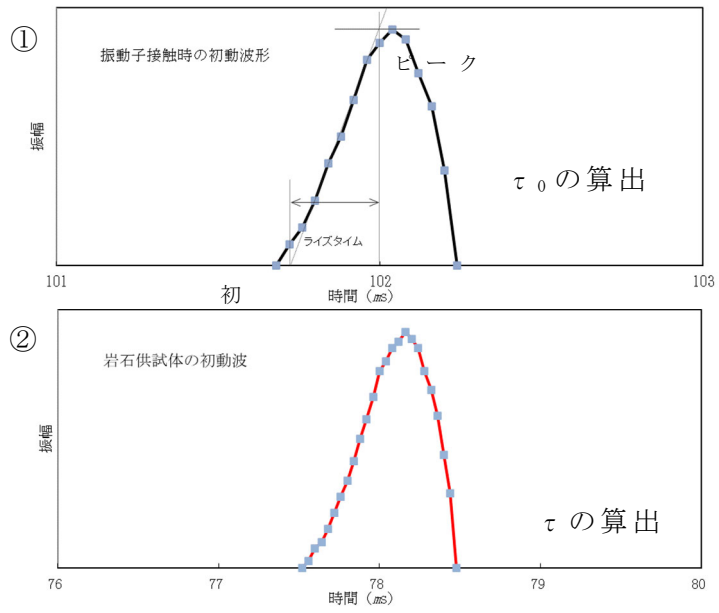 ①
振動子接触時の初動波形
ピーク
振幅
τ₀の算出
ライズタイム
101
102
103
初
時間（ms）
②
岩石供試体の初動波
振幅
τの算出
76
77
78
79
80
時間（ms）